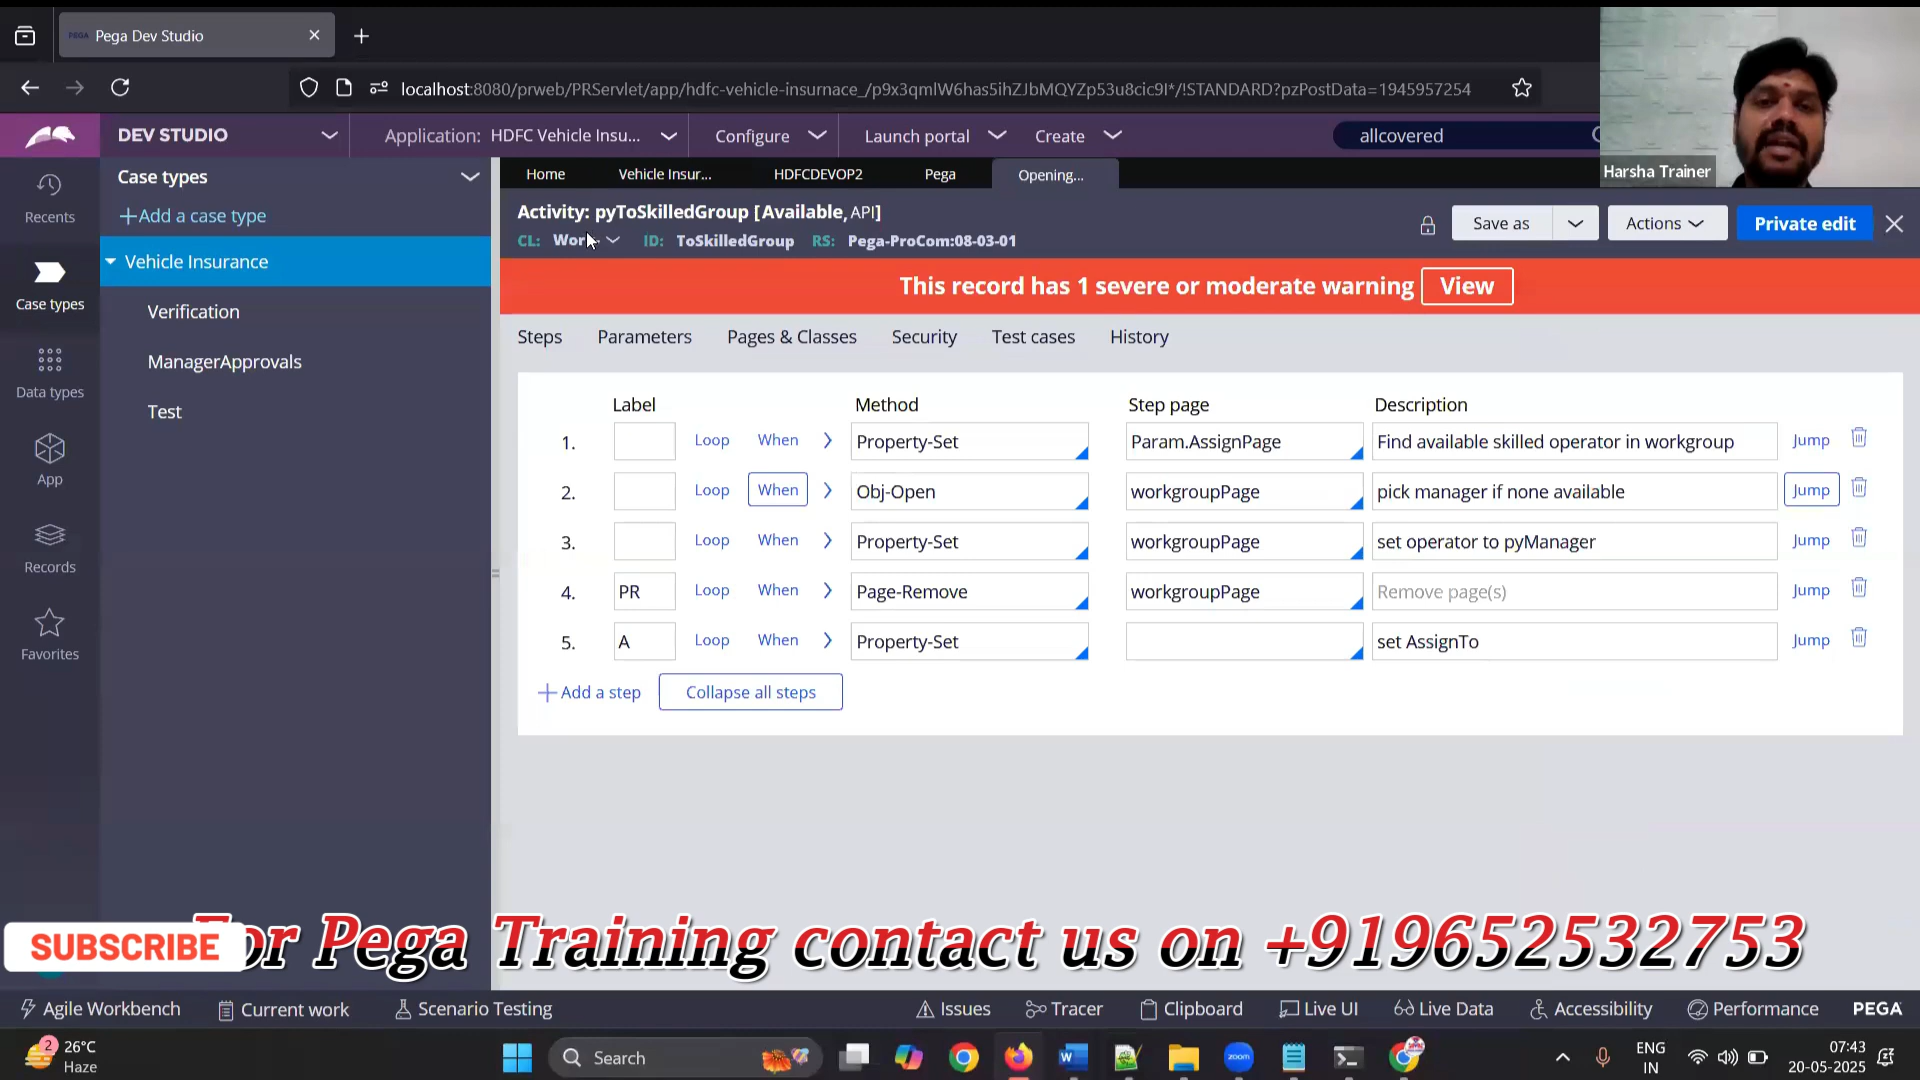 Pega Dev Studio
localhost:8080/prweb/PRServlet/app/hdfc-vehicle-insurnace_/p9x3qmlW6has5ihZJbMQYZp53u8cic9l*/!STANDARD?pzPostData=1945957254
DEV STUDIO
Application: HDFC Vehicle Insu...
Configure
Launch portal
Create
allcovered
Harsha Trainer
Recents
Case types
Data types
App
Records
Favorites
Case types
+Add a case type
Vehicle Insurance
Verification
ManagerApprovals
Test
Home Vehicle Insur... HDFCDEVOP2 Pega Opening...
Activity: pyToSkilledGroup [Available, API]
CL: Wor ID: ToSkilledGroup RS: Pega-ProCom:08-03-01
Save as
Actions
Private edit
This record has 1 severe or moderate warning View
Steps Parameters Pages & Classes Security Test cases History
Label Method Step page Description
1. Loop When Property-Set Param.AssignPage Find available skilled operator in workgroup Jump
2. Loop When Obj-Open workgroupPage pick manager if none available Jump
3. Loop When Property-Set workgroupPage set operator to pyManager Jump
4. PR Loop When Page-Remove workgroupPage Remove page(s) Jump
5. A Loop When Property-Set set AssignTo Jump
+Add a step Collapse all steps
SUBSCRIBE
For Pega Training contact us on +919652532753
Agile Workbench Current work Scenario Testing Issues Tracer Clipboard Live UI Live Data Accessibility Performance PEGA
2
26°C
Haze
Search
zoom
ENG
IN
07:43
20-05-2025